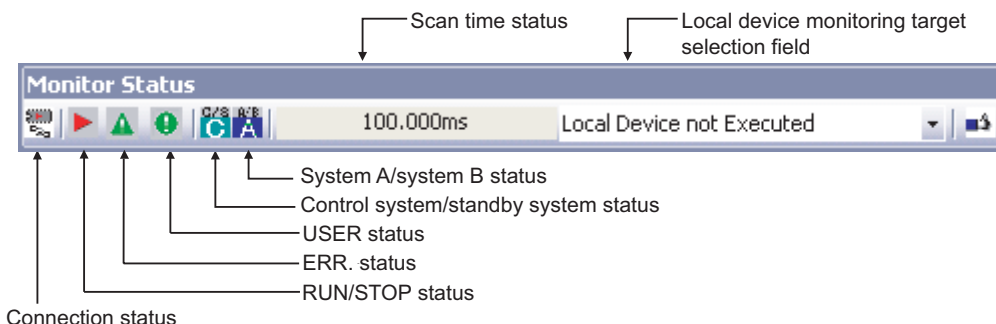 Scan time status
Local device monitoring target
selection field
Monitor Status
C/S A/B
C A
100.000ms
Local Device not Executed
System A/system B status
Control system/standby system status
USER status
ERR. status
RUN/STOP status
Connection status